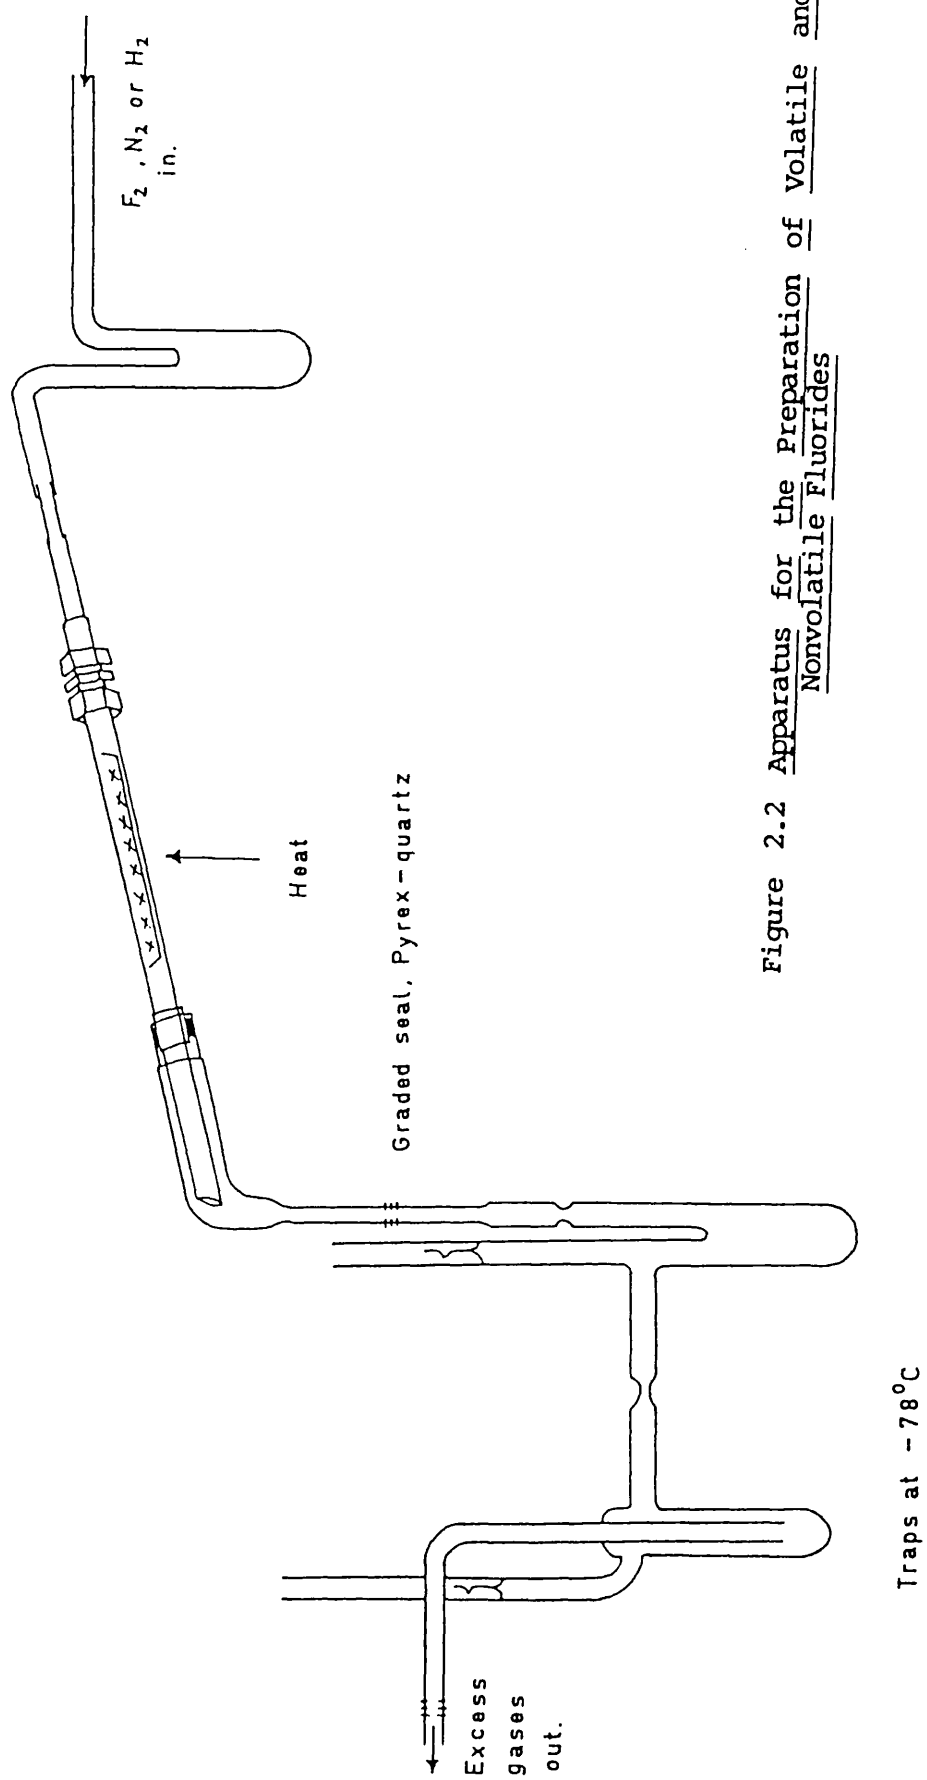 F₂ , N₂ or H₂
in.
Heat
Graded seal, Pyrex-quartz
Excess
gases
out.
Traps at -78°C
Figure 2.2 Apparatus for the Preparation of Volatile and
Nonvolatile Fluorides